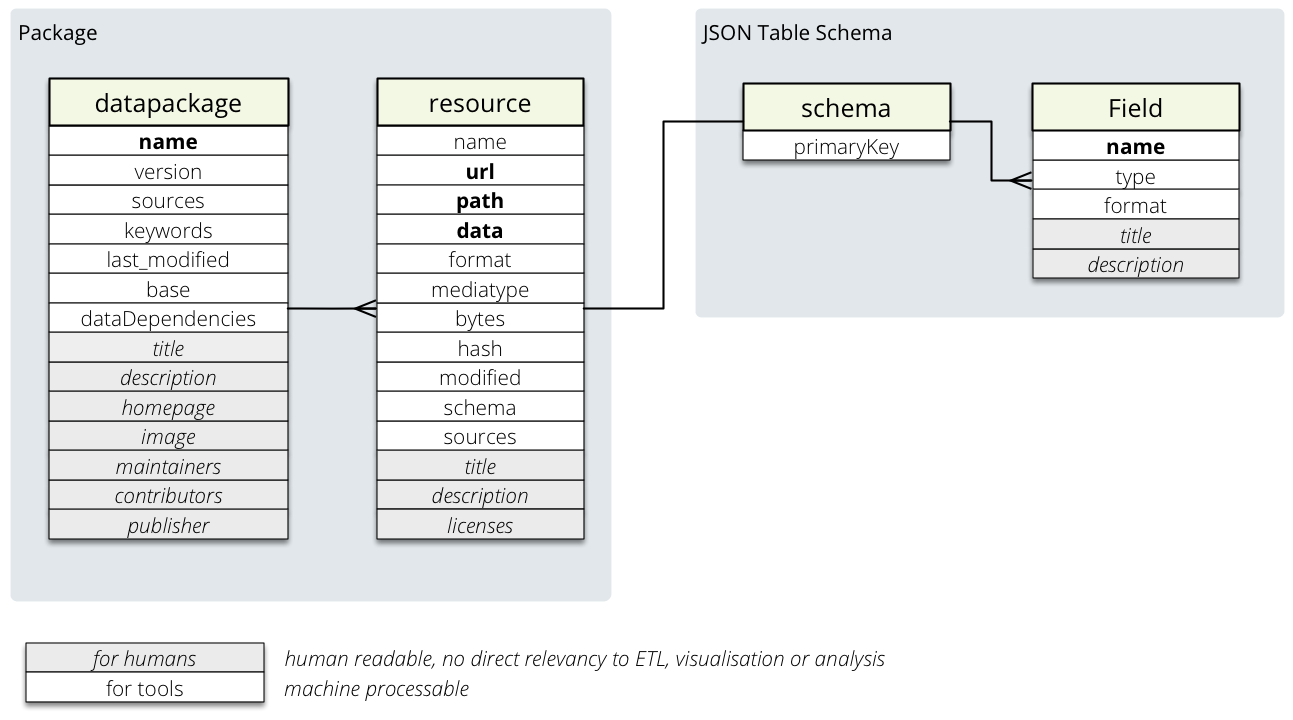 Package
datapackage
name
version
sources
keywords
last_modified
base
dataDependencies
title
description
homepage
image
maintainers
contributors
publisher
resource
name
url
path
data
format
mediatype
bytes
hash
modified
schema
sources
title
description
licenses
JSON Table Schema
schema
primaryKey
Field
name
type
format
title
description
for humans
human readable, no direct relevancy to ETL, visualisation or analysis
for tools
machine processable